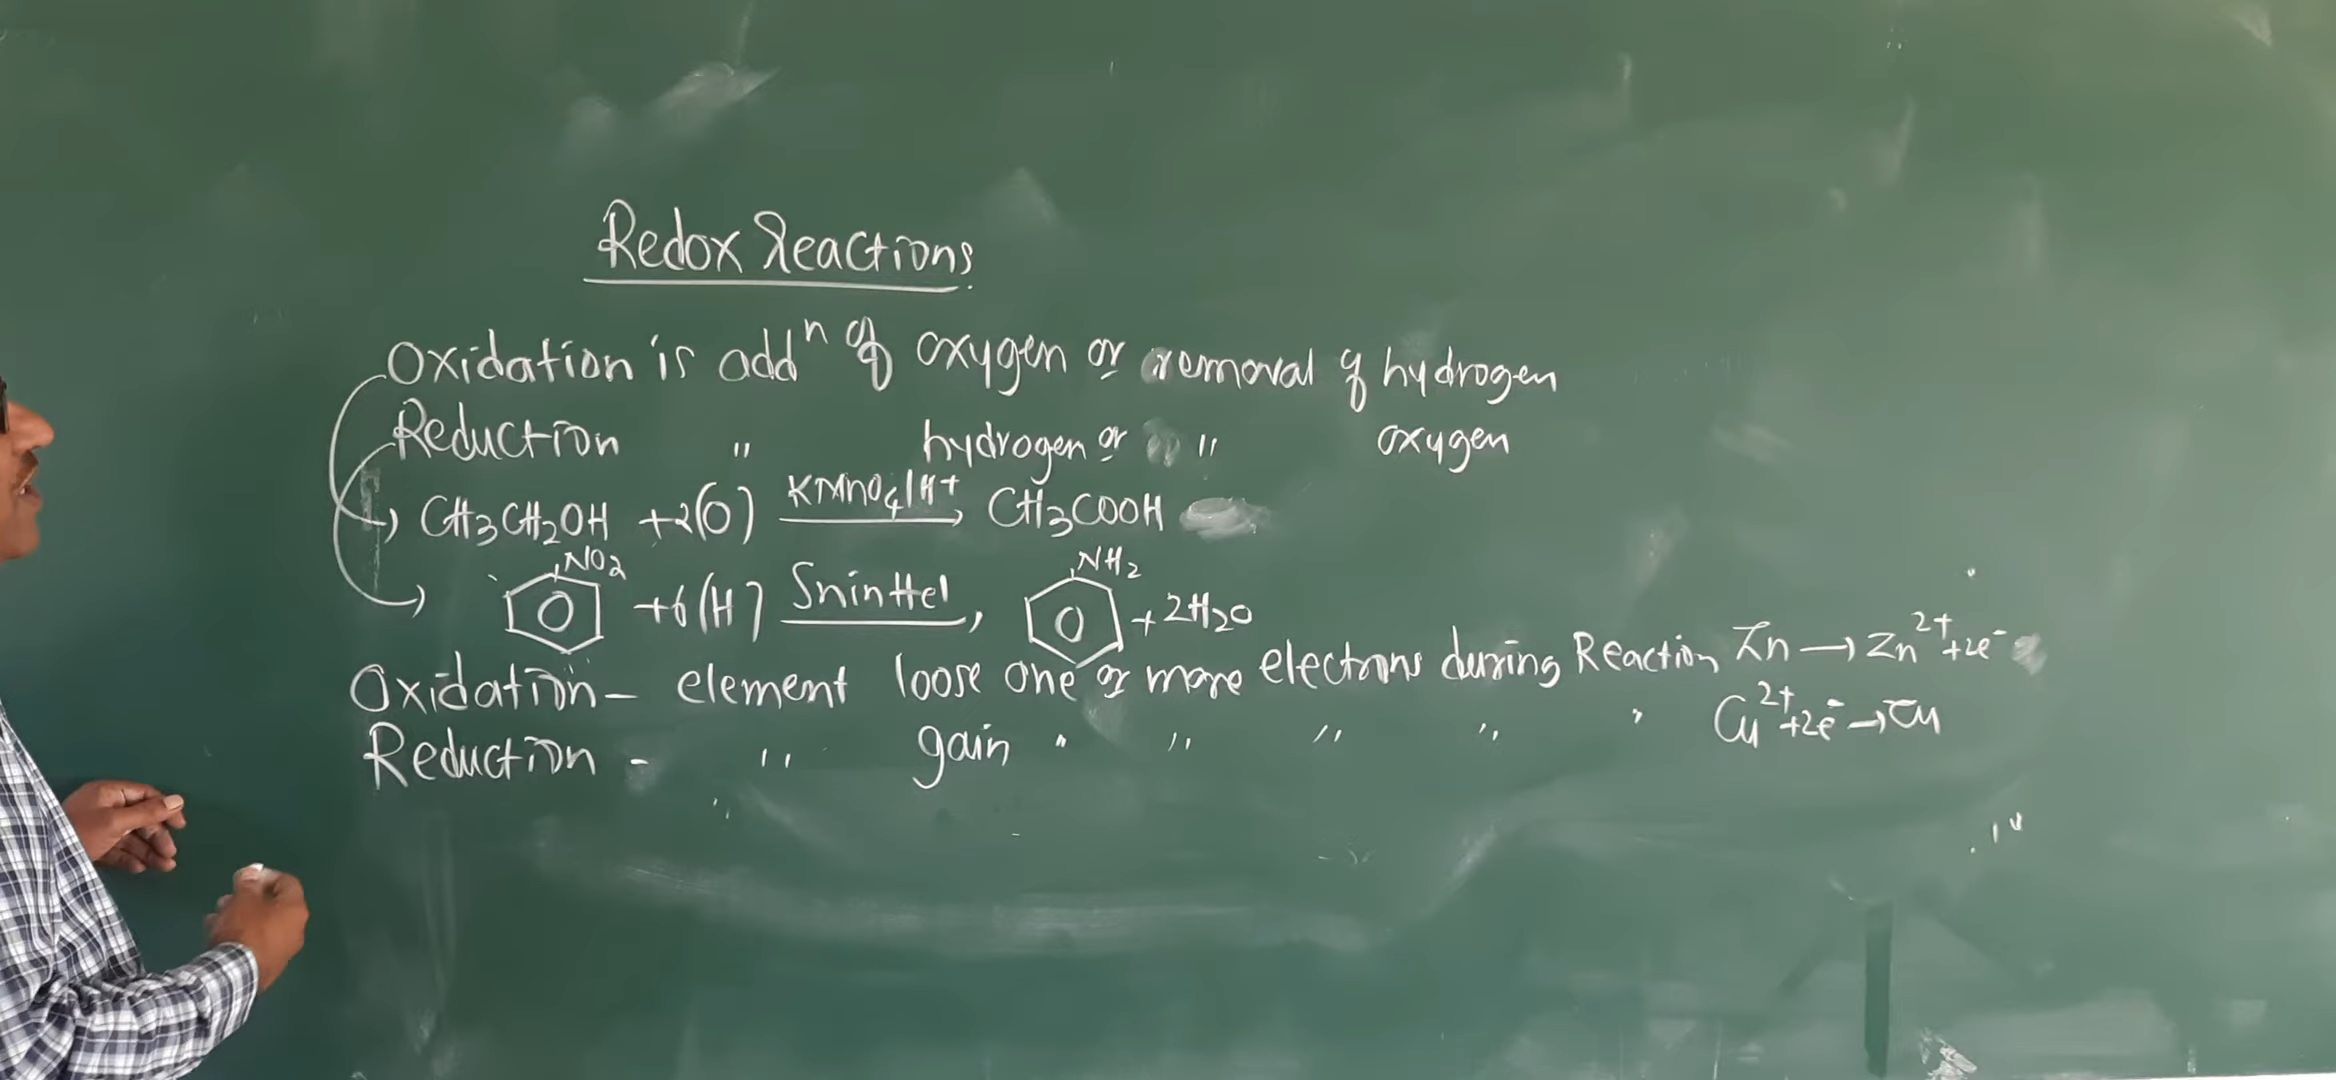 Redox Reactions
Oxidation is addⁿ of oxygen or removal of hydrogen
Reduction " hydrogen or " oxygen
CH₃CH₂OH + 2(O) KMnO₄/H⁺ → CH₃COOH
NO₂ + 6(H) Sn in Hcl → NH₂ + 2H₂O
Oxidation - element loose one or more electrons during Reaction Zn → Zn²⁺ + 2e⁻
Reduction - " gain " " " " " Cu²⁺ + 2e⁻ → Cu